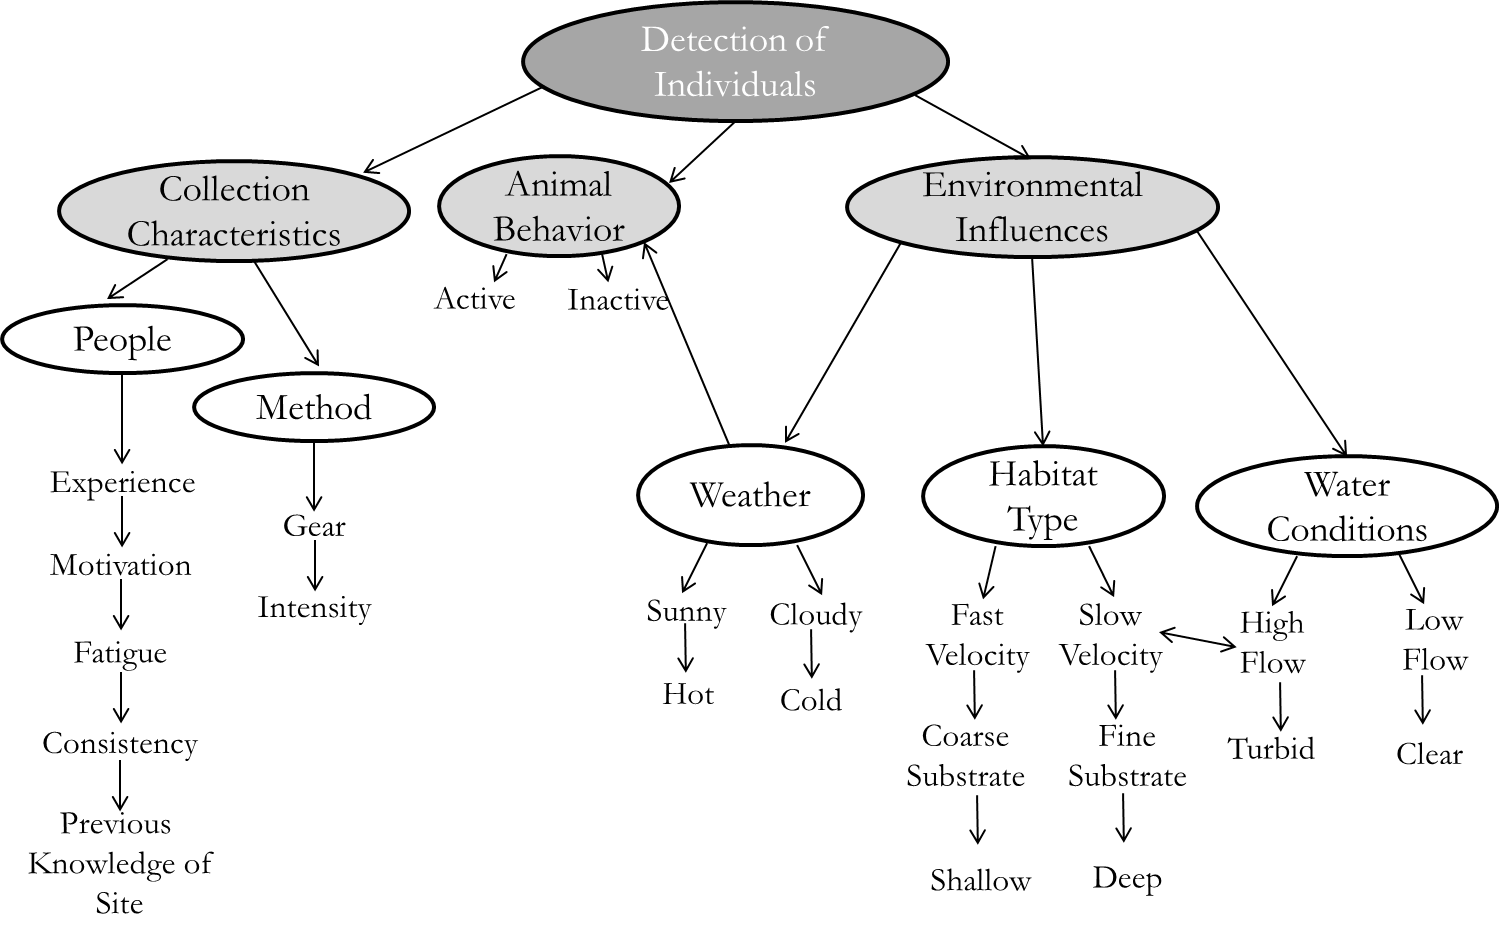 Detection of
Individuals
Collection
Characteristics
Animal
Behavior
Environmental
Influences
Active
Inactive
People
Method
Experience
Motivation
Fatigue
Consistency
Previous
Knowledge of
Site
Gear
Intensity
Weather
Habitat
Type
Water
Conditions
Sunny
Hot
Cloudy
Cold
Fast
Velocity
Coarse
Substrate
Shallow
Slow
Velocity
Fine
Substrate
Deep
High
Flow
Turbid
Low
Flow
Clear